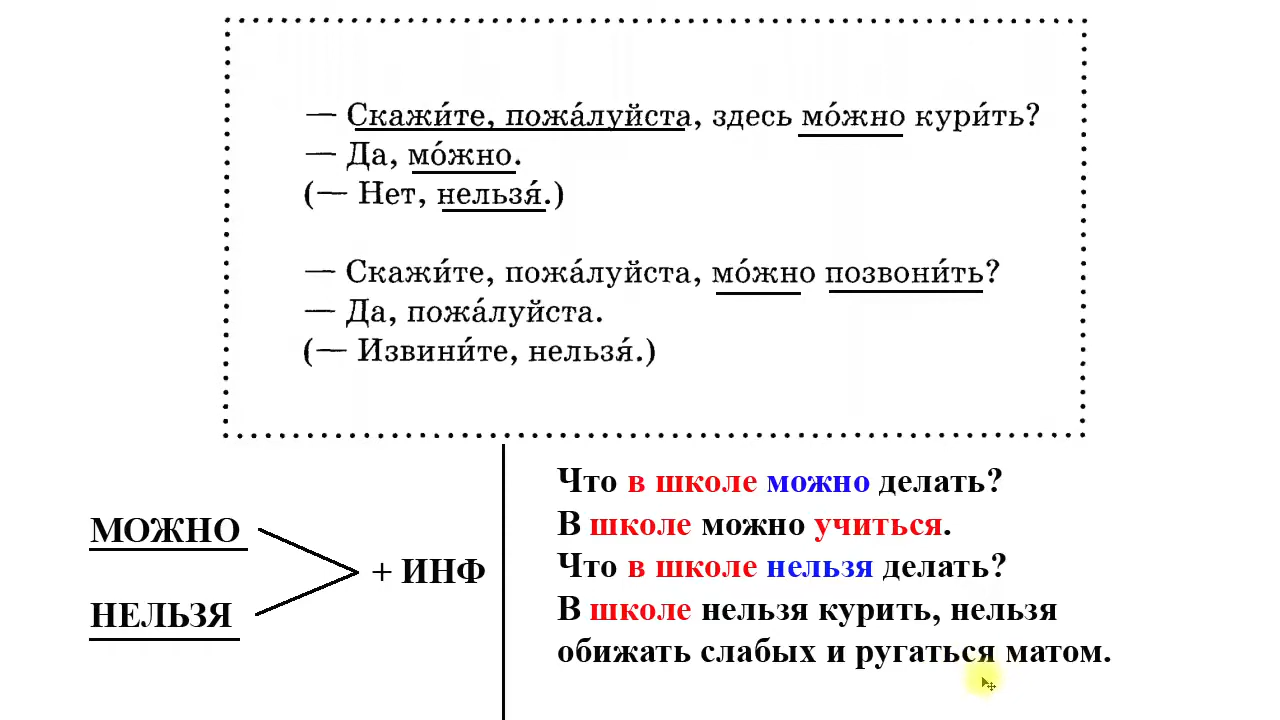 — Скажи́те, пожа́луйста, здесь мо́жно кури́ть?
— Да, мо́жно.
(— Нет, нельзя́.)
— Скажи́те, пожа́луйста, мо́жно позвони́ть?
— Да, пожа́луйста.
(— Извини́те, нельзя́.)
МОЖНО
НЕЛЬЗЯ
+ ИНФ
Что в школе можно делать?
В школе можно учиться.
Что в школе нельзя делать?
В школе нельзя курить, нельзя
обижать слабых и ругаться матом.